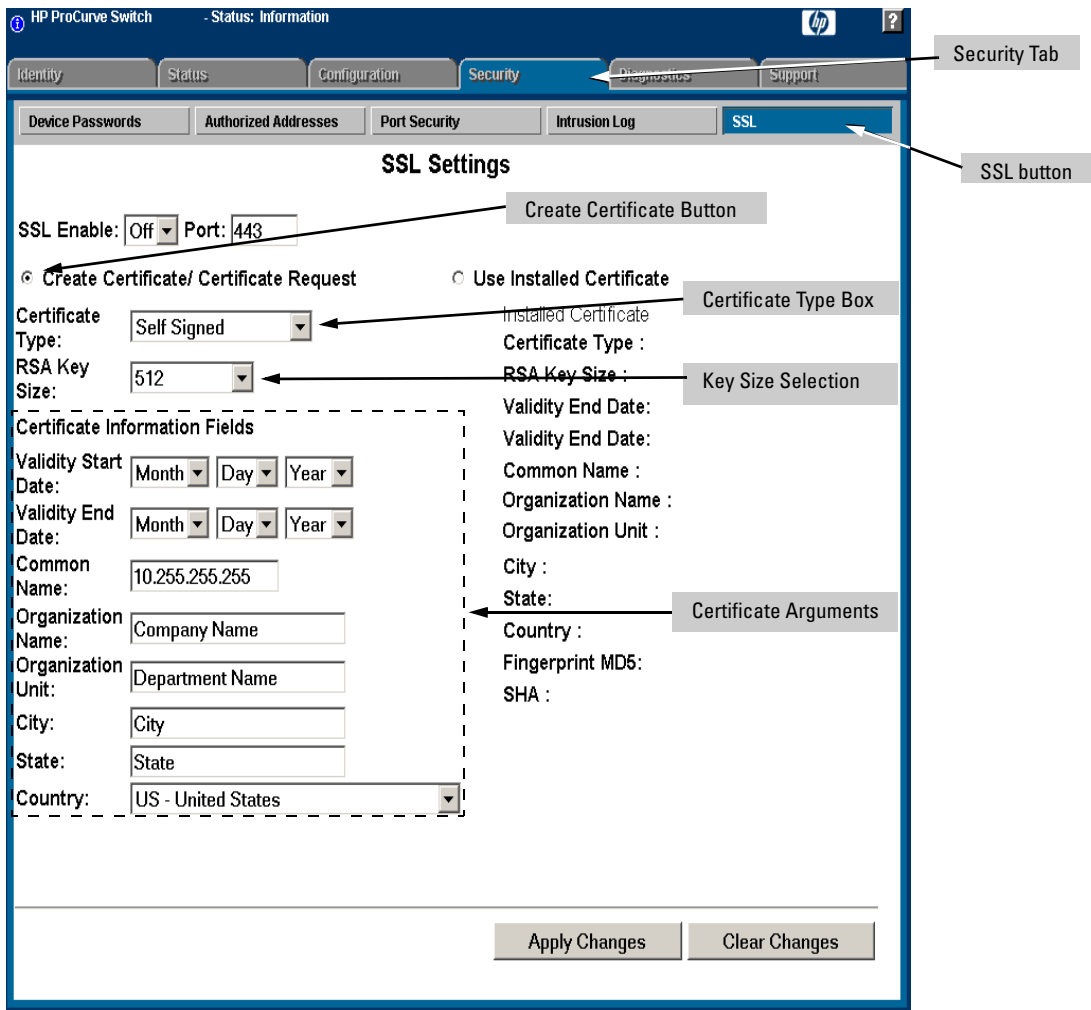 HP ProCurve Switch - Status: Information
hp
?
Identity Status Configuration Security Diagnostics Support
Security Tab
Device Passwords Authorized Addresses Port Security Intrusion Log SSL
SSL button
SSL Settings
Create Certificate Button
SSL Enable: Off Port: 443
Create Certificate/ Certificate Request
Use Installed Certificate
Certificate Type Box
Certificate
Type:
Self Signed
RSA Key
Size:
512
Key Size Selection
Certificate Information Fields
Validity Start
Date:
Month Day Year
Validity End
Date:
Month Day Year
Common
Name:
10.255.255.255
Organization
Name:
Company Name
Organization
Unit:
Department Name
City:
City
State:
State
Country:
US - United States
Installed Certificate
Certificate Type :
RSA Key Size :
Validity End Date:
Validity End Date:
Common Name :
Organization Name :
Organization Unit :
City :
State:
Country :
Fingerprint MD5:
SHA :
Certificate Arguments
Apply Changes
Clear Changes